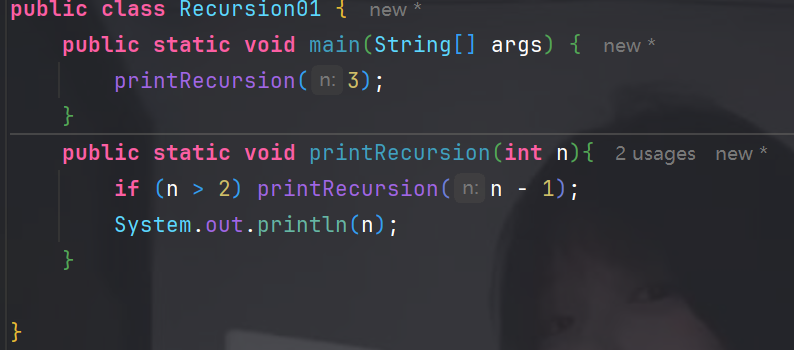 public class Recursion01 { new *
public static void main(String[] args) { new *
printRecursion( n: 3);
}
public static void printRecursion(int n){ 2 usages new *
if (n > 2) printRecursion( n: n - 1);
System.out.println(n);
}
}